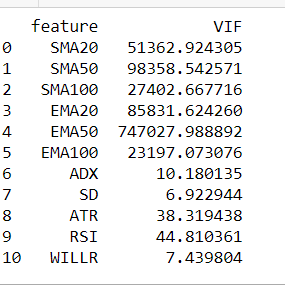 feature VIF
0 SMA20 51362.924305
1 SMA50 98358.542571
2 SMA100 27402.667716
3 EMA20 85831.624260
4 EMA50 747027.988892
5 EMA100 23197.073076
6 ADX 10.180135
7 SD 6.922944
8 ATR 38.319438
9 RSI 44.810361
10 WILLR 7.439804